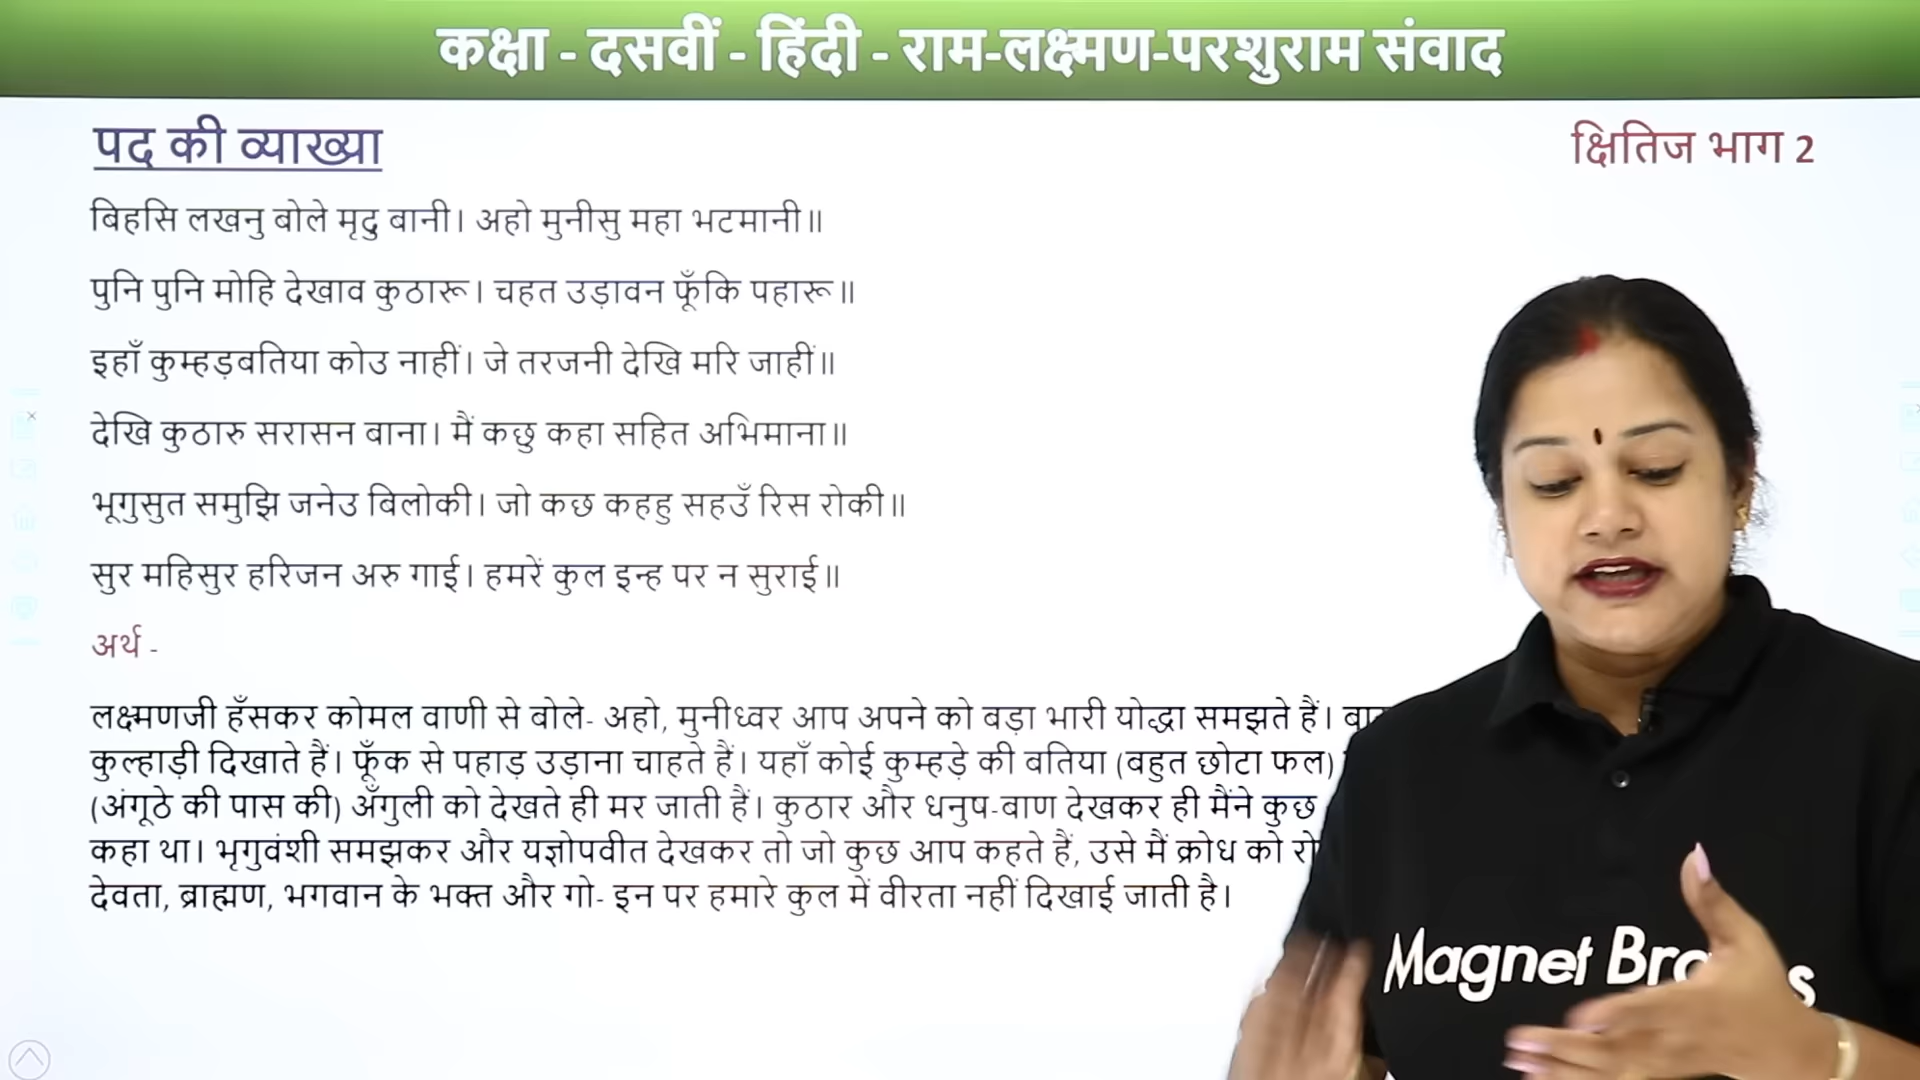 कक्षा - दसवीं - हिंदी - राम-लक्ष्मण-परशुराम संवाद
पद की व्याख्या
क्षितिज भाग 2
बिहसि लखनु बोले मृदु बानी। अहो मुनीसु महा भटमानी॥
पुनि पुनि मोहि देखाव कुठारू। चहत उड़ावन फूँकि पहारू॥
इहाँ कुम्हड़बतिया कोउ नाहीं। जे तरजनी देखि मरि जाहीं॥
देखि कुठारु सरासन बाना। मैं कछु कहा सहित अभिमाना॥
भूगुसुत समुझि जनेउ बिलोकी। जो कछ कहहु सहउँ रिस रोकी॥
सुर महिसुर हरिजन अरु गाई। हमरें कुल इन्ह पर न सुराई॥
अर्थ -
लक्ष्मणजी हँसकर कोमल वाणी से बोले- अहो, मुनीध्वर आप अपने को बड़ा भारी योद्धा समझते हैं।
कुल्हाड़ी दिखाते हैं। फूँक से पहाड़ उड़ाना चाहते हैं। यहाँ कोई कुम्हड़े की बतिया (बहुत छोटा फल)
(अंगूठे की पास की) अँगुली को देखते ही मर जाती हैं। कुठार और धनुष-बाण देखकर ही मैंने कुछ
कहा था। भृगुवंशी समझकर और यज्ञोपवीत देखकर तो जो कुछ आप कहते हैं, उसे मैं क्रोध को
देवता, ब्राह्मण, भगवान के भक्त और गो- इन पर हमारे कुल में वीरता नहीं दिखाई जाती है।
Magnet